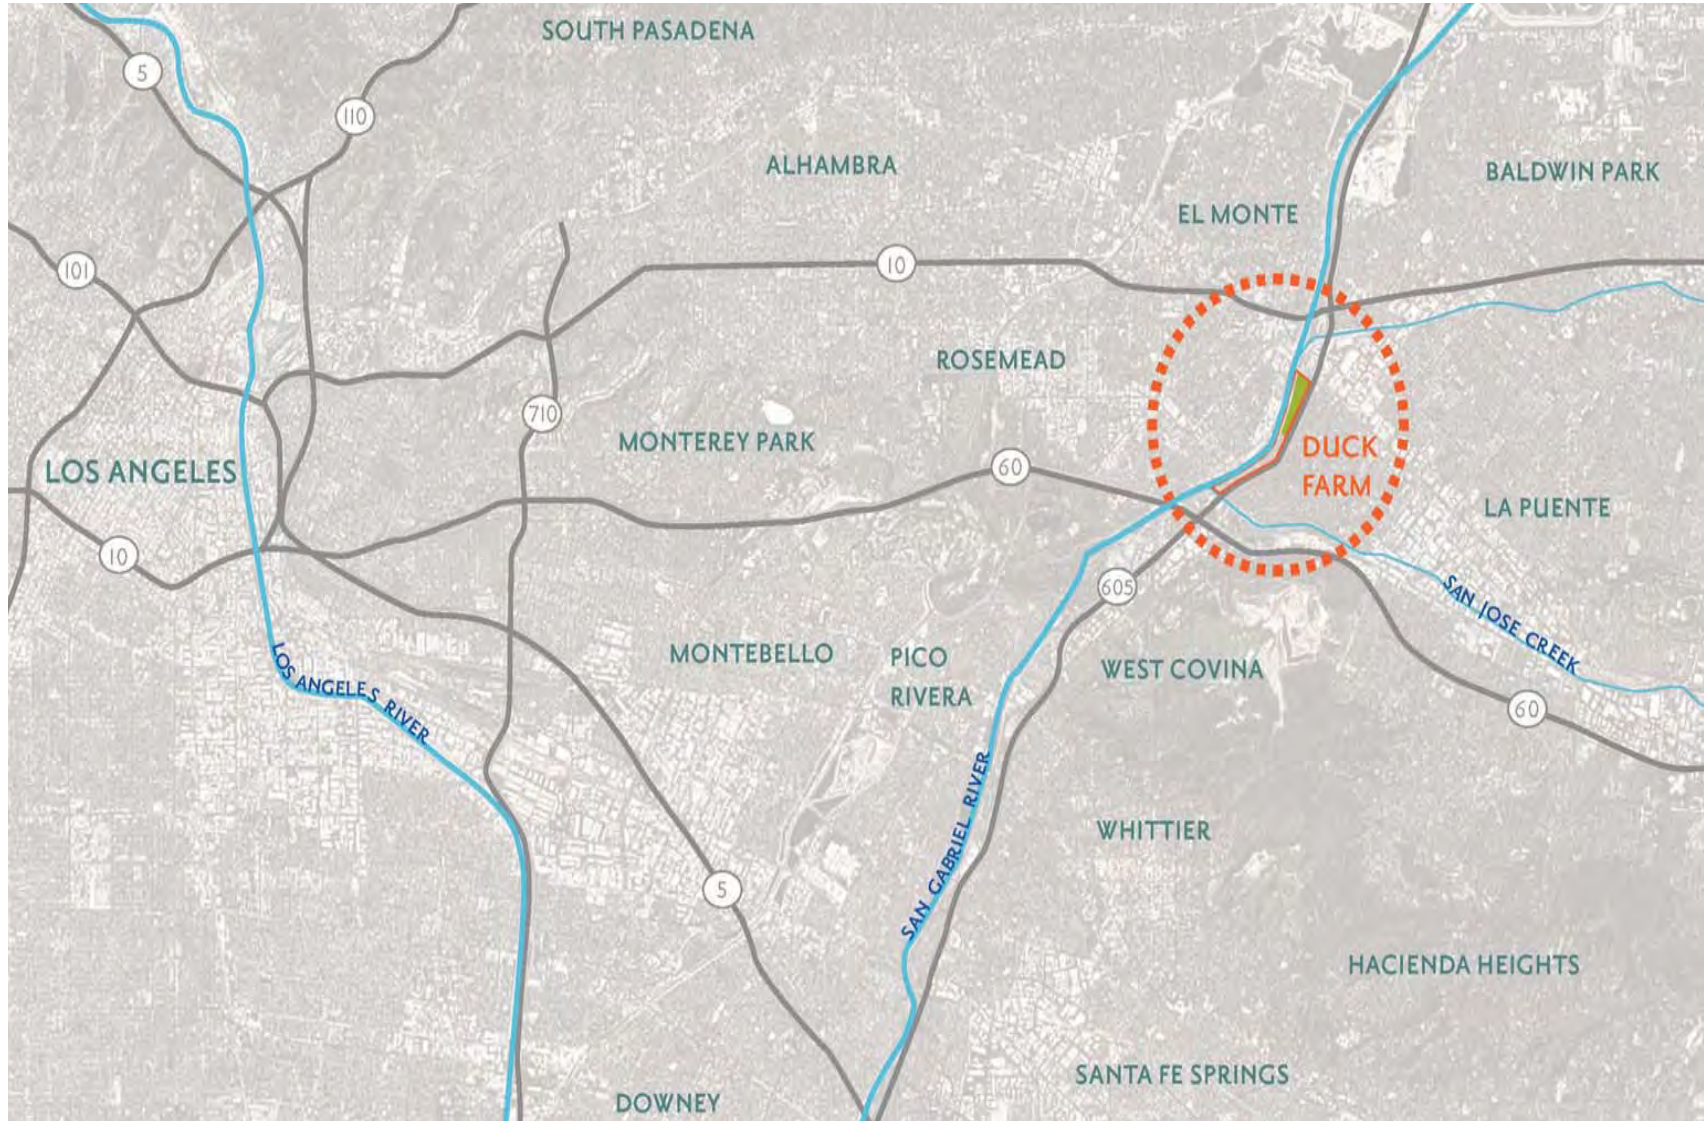 SOUTH PASADENA
5
110
ALHAMBRA
BALDWIN PARK
EL MONTE
101
10
ROSEMEAD
710
MONTEREY PARK
LOS ANGELES
60
DUCK
FARM
LA PUENTE
10
605
SAN JOSE CREEK
MONTEBELLO
PICO
RIVERA
WEST COVINA
LOS ANGELES RIVER
60
SAN GABRIEL RIVER
WHITTIER
5
HACIENDA HEIGHTS
SANTA FE SPRINGS
DOWNEY